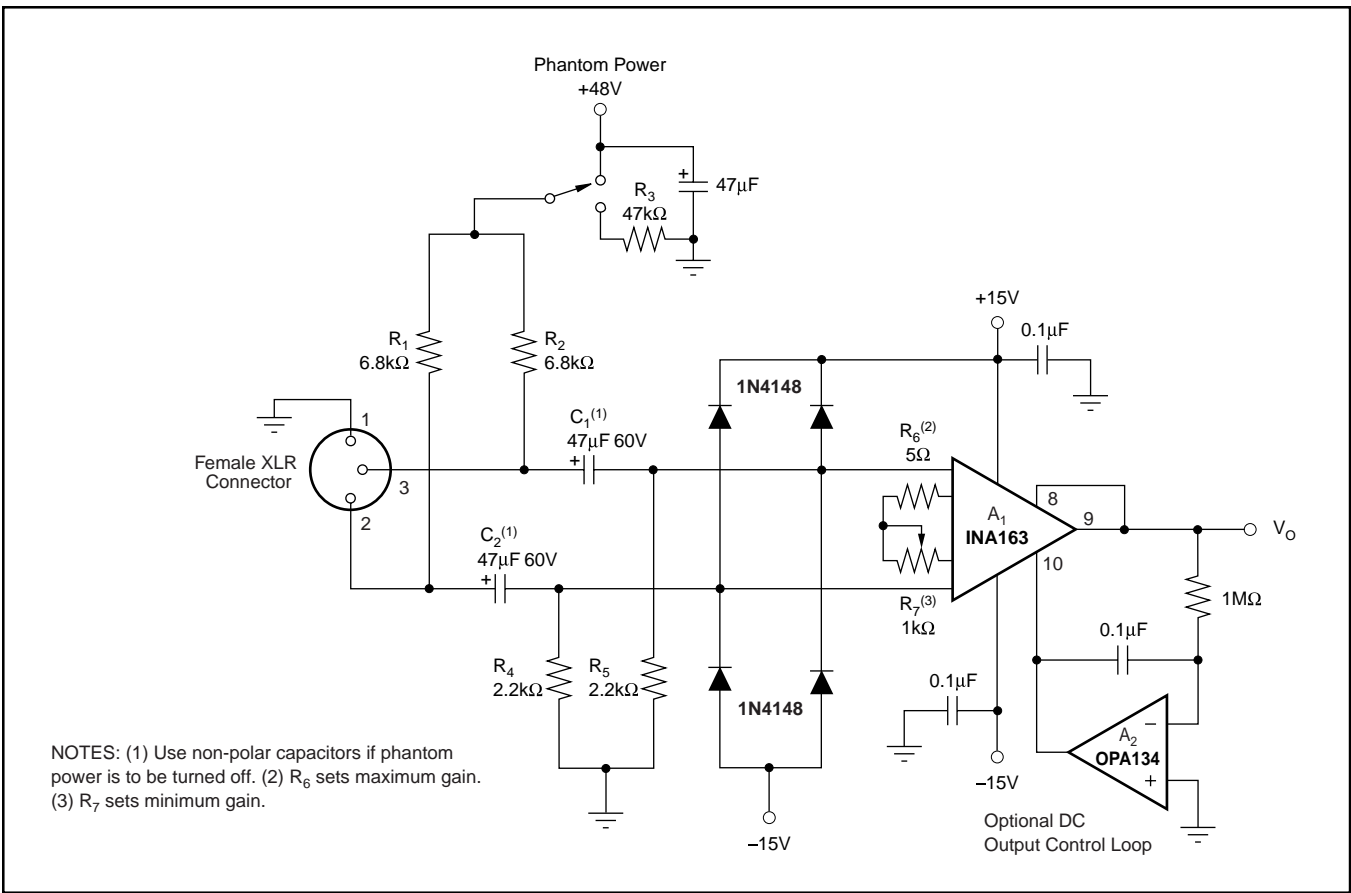 Phantom Power
+48V
+
47µF
R3
47kΩ
+15V
0.1µF
R1
6.8kΩ
R2
6.8kΩ
1N4148
1
C1(1)
47µF 60V
+
R6(2)
5Ω
Female XLR
Connector
3
2
A1
INA163
8
9
10
VO
C2(1)
47µF 60V
+
R7(3)
1kΩ
1MΩ
0.1µF
R4
2.2kΩ
R5
2.2kΩ
1N4148
0.1µF
–
A2
OPA134
+
NOTES: (1) Use non-polar capacitors if phantom
power is to be turned off. (2) R6 sets maximum gain.
(3) R7 sets minimum gain.
–15V
–15V
Optional DC
Output Control Loop